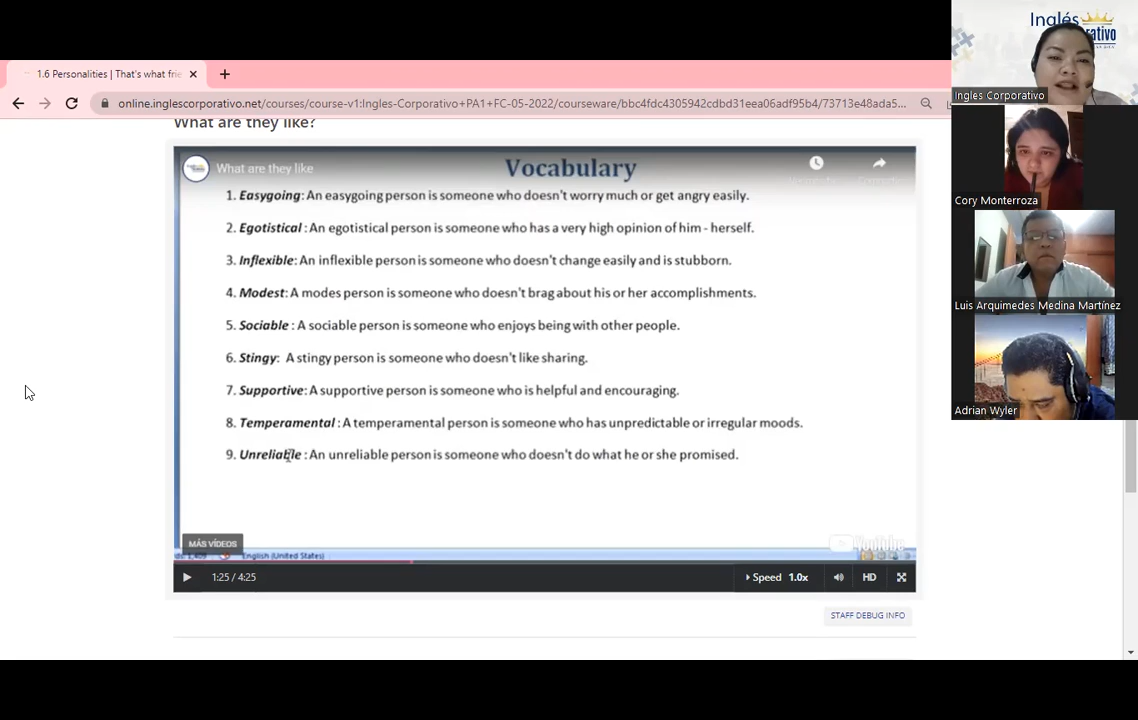 1.6 Personalities | That's what frie
online.inglescorporativo.net/courses/course-v1:Ingles-Corporativo+PA1+FC-05-2022/courseware/bbc4fdc4305942cdbd31eea06adf95b4/73713e48ada5...
What are they like?
What are they like
Vocabulary
1. Easygoing: An easygoing person is someone who doesn't worry much or get angry easily.
2. Egotistical : An egotistical person is someone who has a very high opinion of him - herself.
3. Inflexible: An inflexible person is someone who doesn't change easily and is stubborn.
4. Modest: A modes person is someone who doesn't brag about his or her accomplishments.
5. Sociable : A sociable person is someone who enjoys being with other people.
6. Stingy: A stingy person is someone who doesn't like sharing.
7. Supportive: A supportive person is someone who is helpful and encouraging.
8. Temperamental : A temperamental person is someone who has unpredictable or irregular moods.
9. Unreliable : An unreliable person is someone who doesn't do what he or she promised.
MÁS VÍDEOS
YouTube
English (United States)
1:25 / 4:25
Speed 1.0x
HD
STAFF DEBUG INFO
Inglés
Ingles Corporativo
Cory Monterroza
Luis Arquimedes Medina Martínez
Adrian Wyler